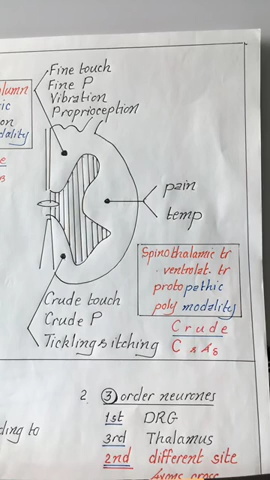 Fine touch
Fine P
Vibration
Proprioception
pain
temp
Spinothalamic tr
ventrolat. tr
protopathic
poly modality
Crude
C & Aδ
Crude touch
Crude P
Tickling & itching
2. ③ order neurones
1st DRG
3rd Thalamus
2nd different site